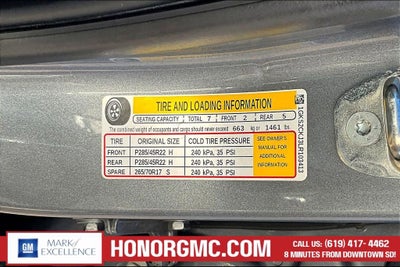 TIRE AND LOADING INFORMATION
SEATING CAPACITY TOTAL 7 FRONT 2 REAR 5
The combined weight of occupants and cargo should never exceed 663 kg or 1461 lbs
TIRE ORIGINAL SIZE COLD TIRE PRESSURE
FRONT P285/45R22 H 240 kPa, 35 PSI
REAR P285/45R22 H 240 kPa, 35 PSI
SPARE 265/70R17 S 240 kPa, 35 PSI
SEE OWNER'S
MANUAL FOR
ADDITIONAL
INFORMATION
1GKS2CKJ3LR103413
GM
MARK of
EXCELLENCE
HONORGMC.COM
CALL US: (619) 417-4462
8 MINUTES FROM DOWNTOWN SD!